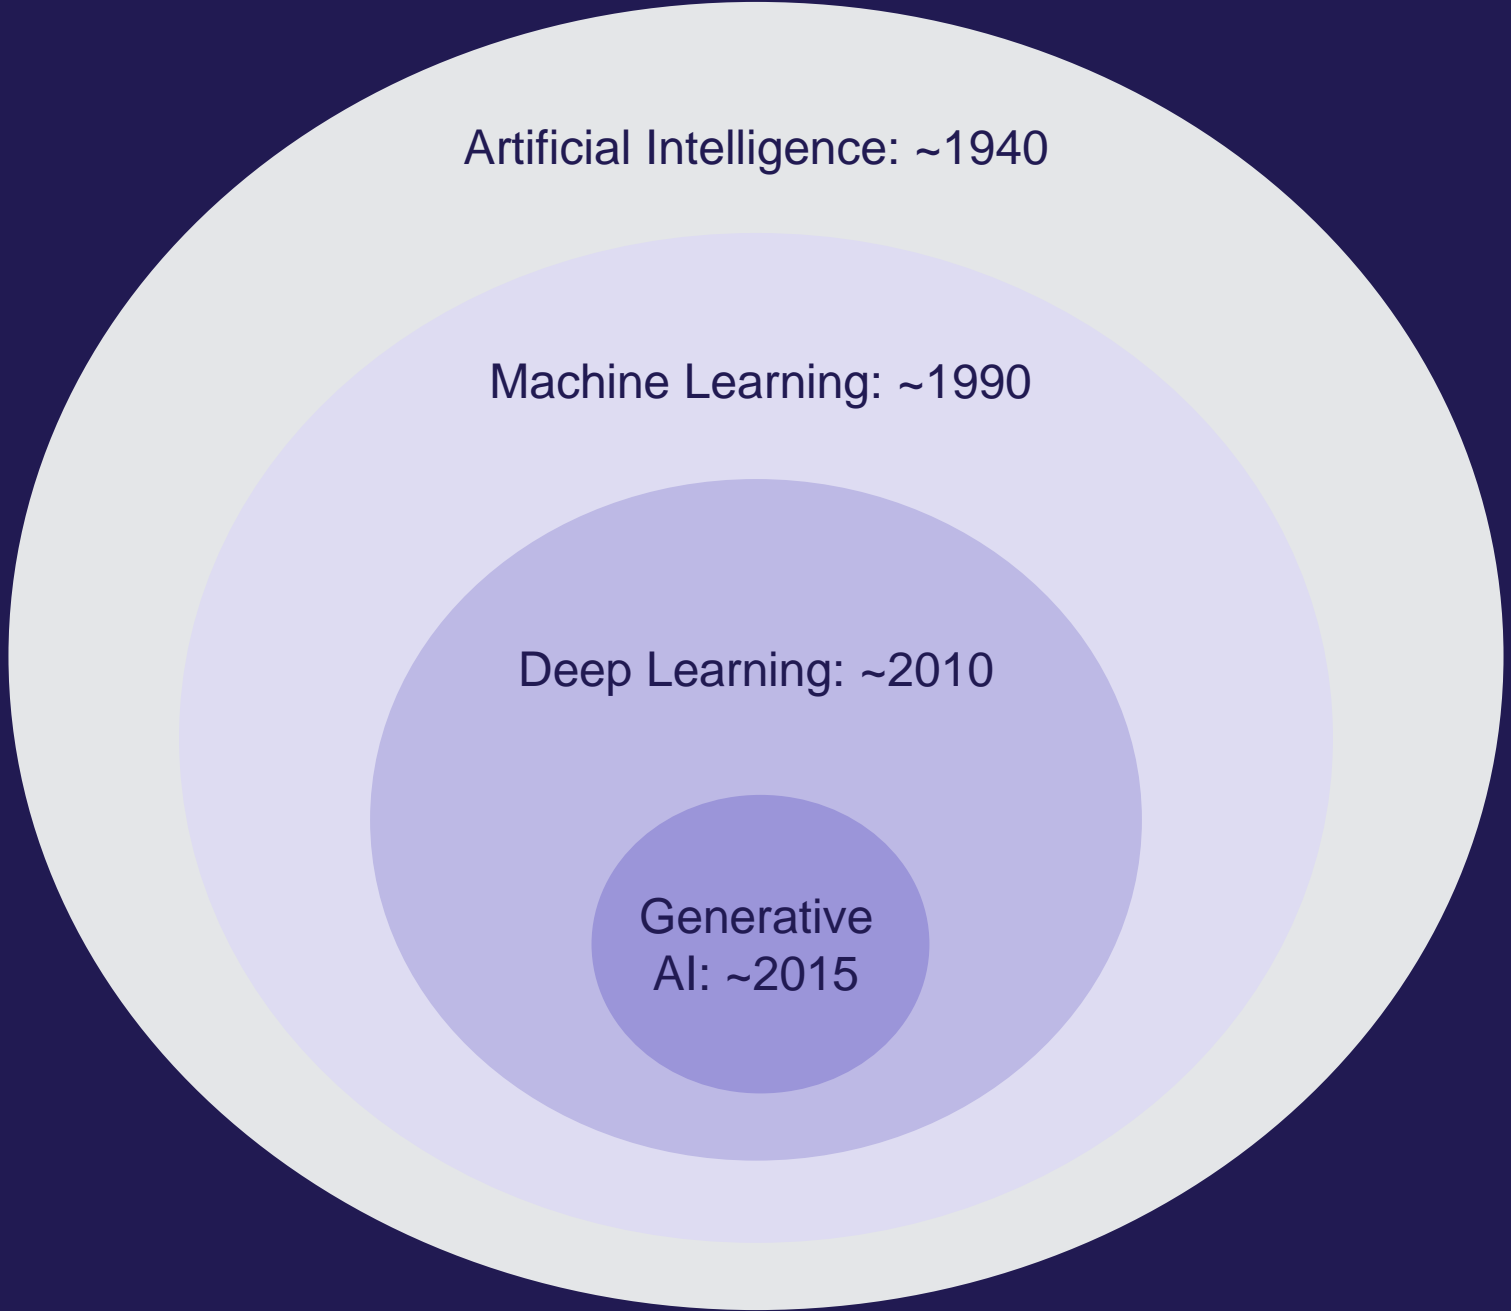 Artificial Intelligence: ~1940
Machine Learning: ~1990
Deep Learning: ~2010
Generative
AI: ~2015